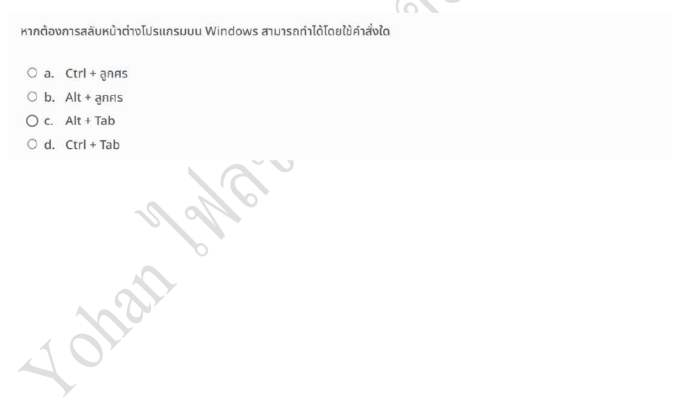 หากต้องการสลับหน้าต่างโปรแกรมบน Windows สามารถทำได้โดยใช้คำสั่งใด
a. Ctrl + ลูกศร
b. Alt + ลูกศร
c. Alt + Tab
d. Ctrl + Tab
Yohan